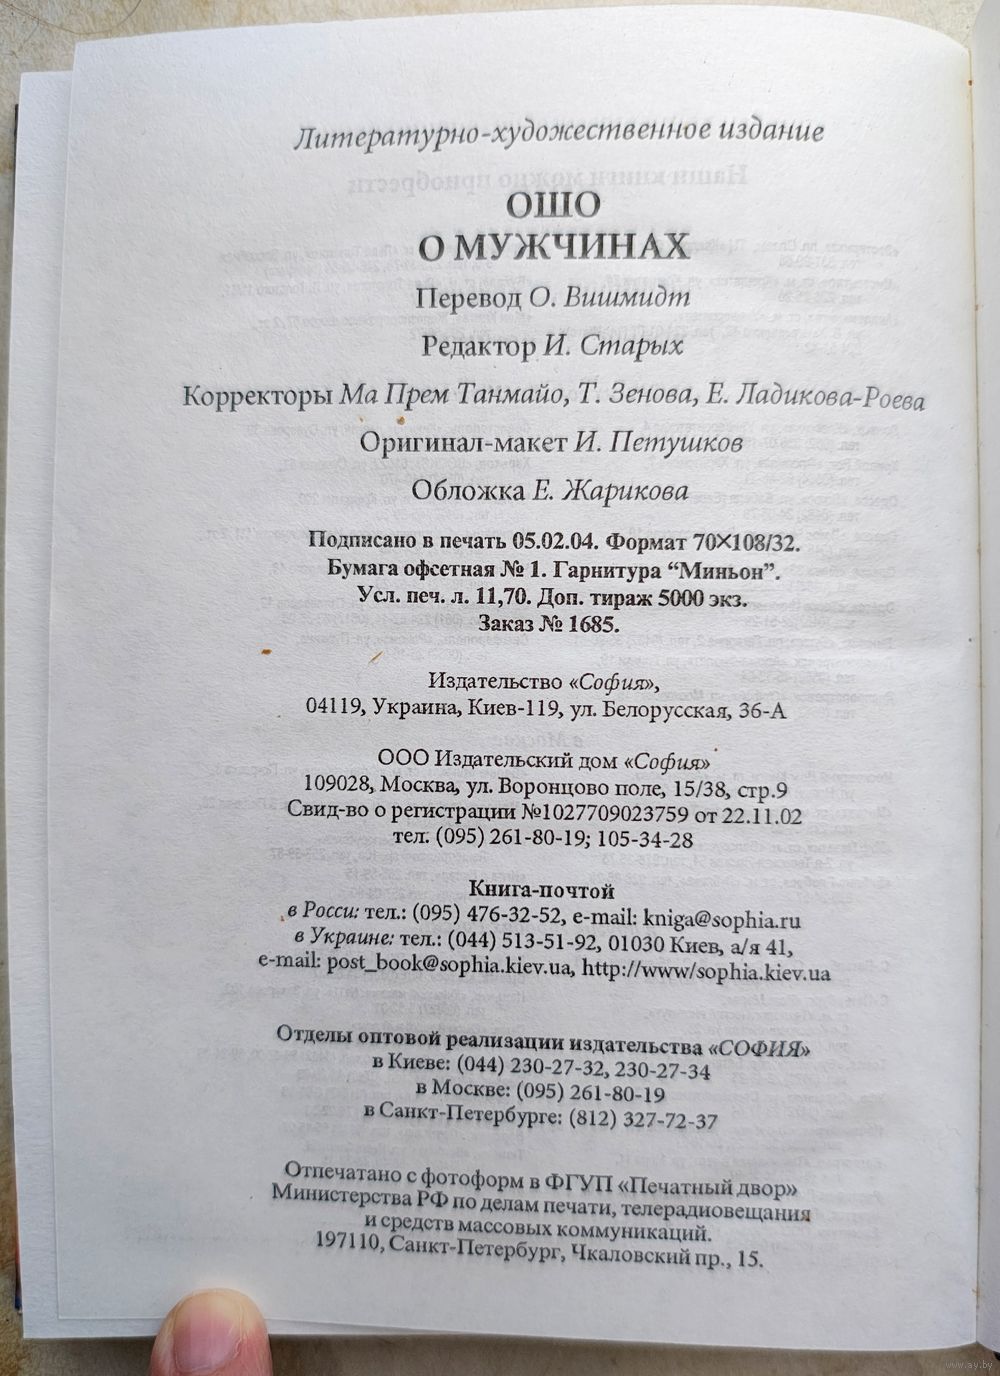 Литературно-художественное издание
ОШО
О МУЖЧИНАХ
Перевод О. Вишмидт
Редактор И. Старых
Корректоры Ма Прем Танмайо, Т. Зенова, Е. Ладикова-Роева
Оригинал-макет И. Петушков
Обложка Е. Жарикова
Подписано в печать 05.02.04. Формат 70×108/32.
Бумага офсетная № 1. Гарнитура “Миньон”.
Усл. печ. л. 11,70. Доп. тираж 5000 экз.
Заказ № 1685.
Издательство «София»,
04119, Украина, Киев-119, ул. Белорусская, 36-А
ООО Издательский дом «София»
109028, Москва, ул. Воронцово поле, 15/38, стр.9
Свид-во о регистрации №1027709023759 от 22.11.02
тел. (095) 261-80-19; 105-34-28
Книга-почтой
в Росси: тел.: (095) 476-32-52, e-mail: kniga@sophia.ru
в Украине: тел.: (044) 513-51-92, 01030 Киев, а/я 41,
e-mail: post_book@sophia.kiev.ua, http://www/sophia.kiev.ua
Отделы оптовой реализации издательства «СОФИЯ»
в Киеве: (044) 230-27-32, 230-27-34
в Москве: (095) 261-80-19
в Санкт-Петербурге: (812) 327-72-37
Отпечатано с фотоформ в ФГУП «Печатный двор»
Министерства РФ по делам печати, телерадиовещания
и средств массовых коммуникаций.
197110, Санкт-Петербург, Чкаловский пр., 15.
www.ay.by